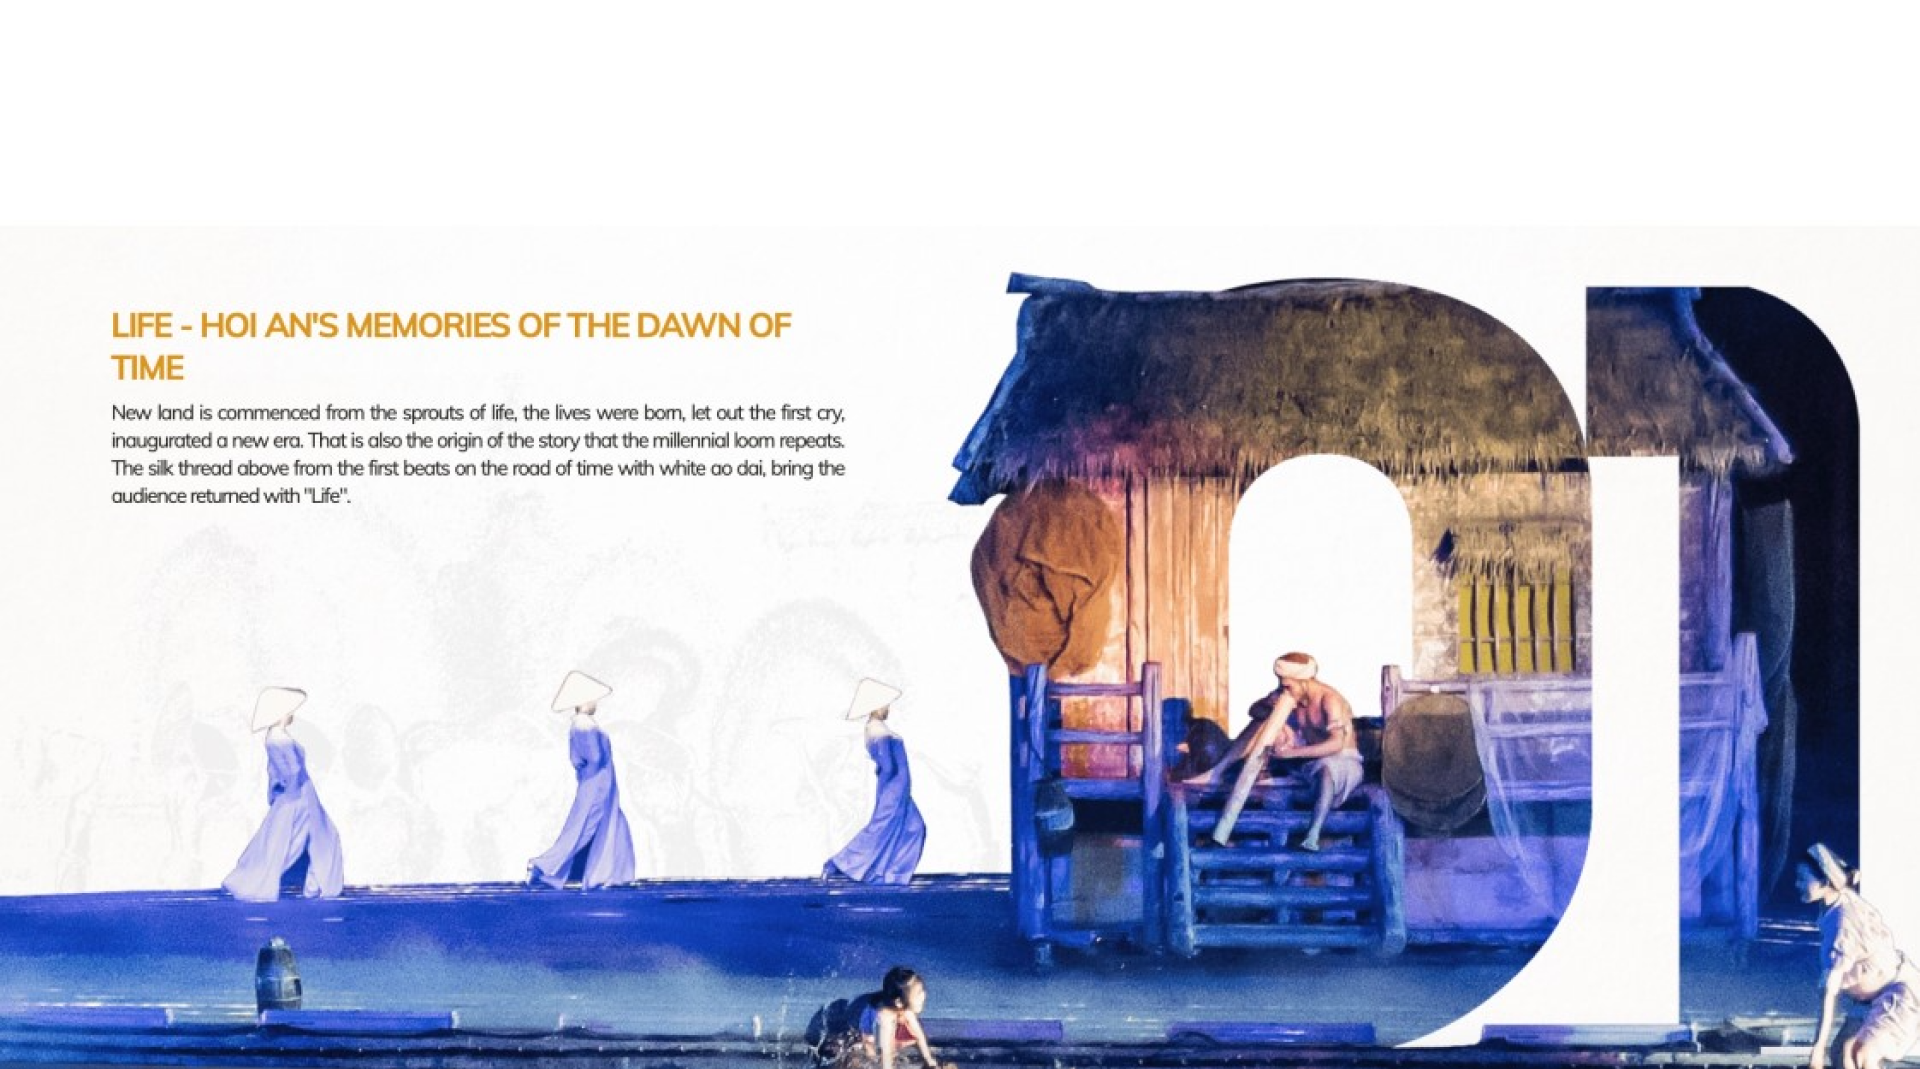 LIFE - HOI AN'S MEMORIES OF THE DAWN OF
TIME
New land is commenced from the sprouts of life, the lives were born, let out the first cry,
inaugurated a new era. That is also the origin of the story that the millennial loom repeats.
The silk thread above from the first beats on the road of time with white ao dai, bring the
audience returned with "Life".